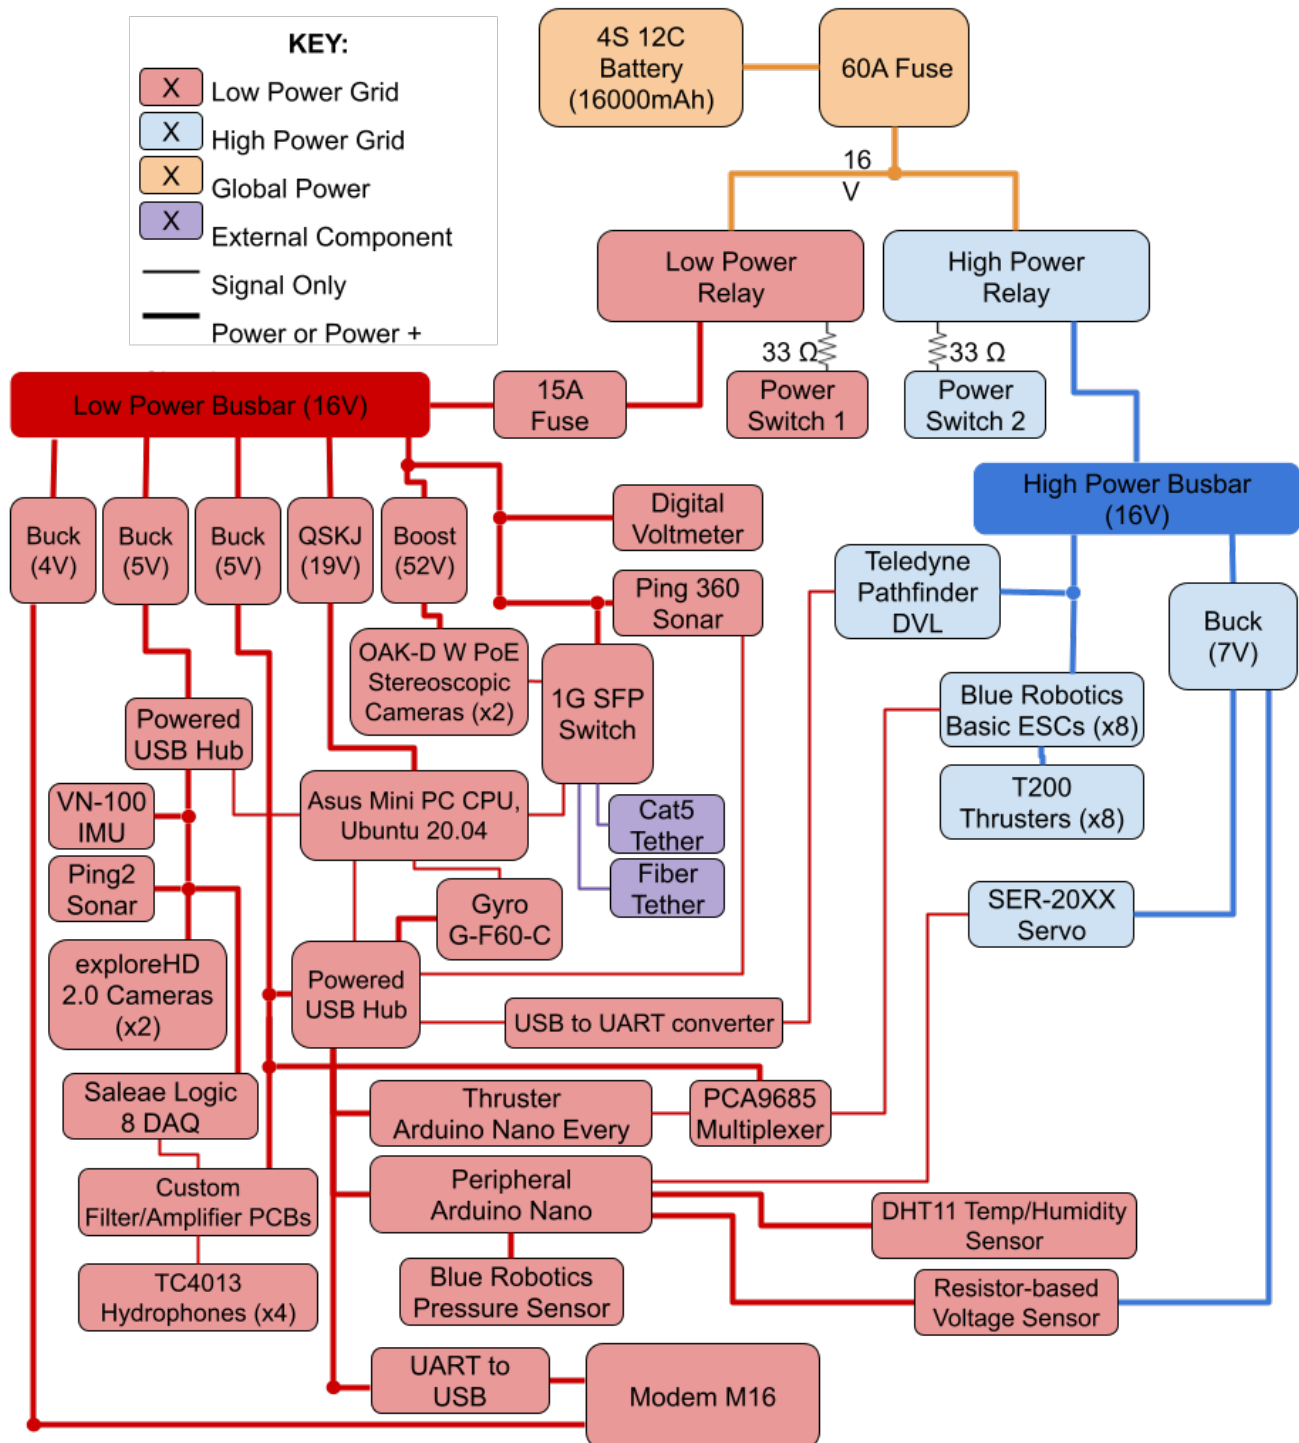 KEY:
X Low Power Grid
X High Power Grid
X Global Power
X External Component
Signal Only
Power or Power +
4S 12C
Battery
(16000mAh)
60A Fuse
16
V
Low Power
Relay
High Power
Relay
33 Ω
33 Ω
Power
Switch 1
Power
Switch 2
15A
Fuse
Low Power Busbar (16V)
High Power Busbar
(16V)
Buck
(4V)
Buck
(5V)
Buck
(5V)
QSKJ
(19V)
Boost
(52V)
Digital
Voltmeter
Ping 360
Sonar
Teledyne
Pathfinder
DVL
Buck
(7V)
OAK-D W PoE
Stereoscopic
Cameras (x2)
1G SFP
Switch
Blue Robotics
Basic ESCs (x8)
T200
Thrusters (x8)
Powered
USB Hub
VN-100
IMU
Ping2
Sonar
exploreHD
2.0 Cameras
(x2)
Asus Mini PC CPU,
Ubuntu 20.04
Cat5
Tether
Fiber
Tether
Gyro
G-F60-C
SER-20XX
Servo
Powered
USB Hub
USB to UART converter
Saleae Logic
8 DAQ
Thruster
Arduino Nano Every
PCA9685
Multiplexer
Custom
Filter/Amplifier PCBs
Peripheral
Arduino Nano
DHT11 Temp/Humidity
Sensor
TC4013
Hydrophones (x4)
Blue Robotics
Pressure Sensor
Resistor-based
Voltage Sensor
UART to
USB
Modem M16